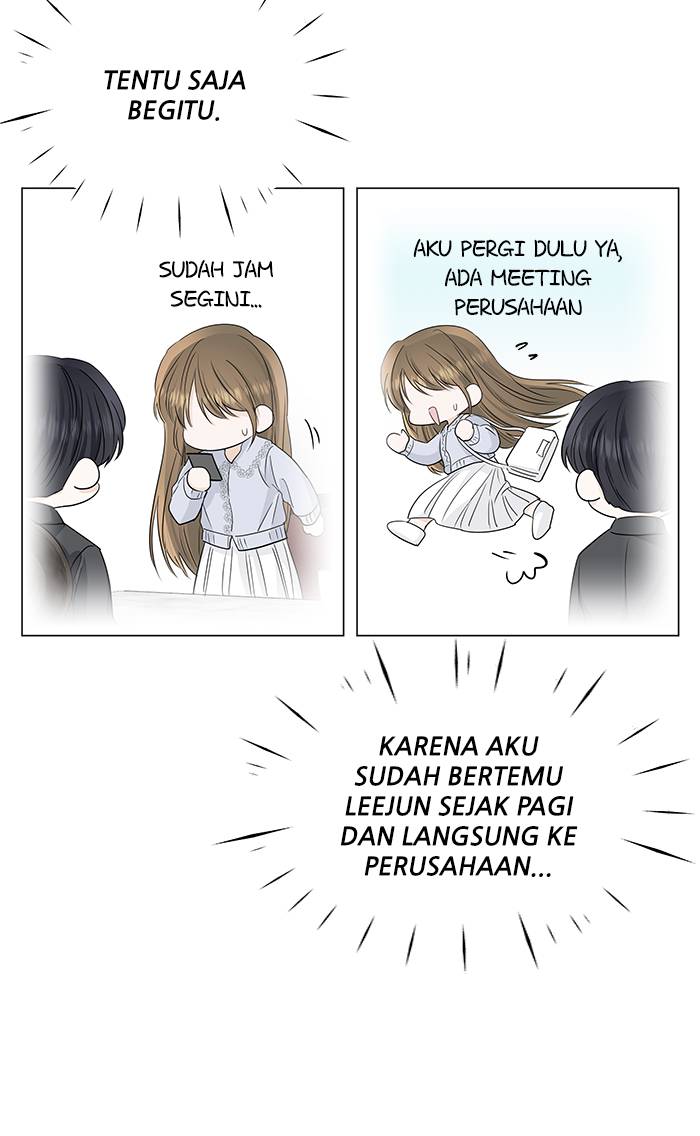 TENTU SAJA
BEGITU.
SUDAH JAM
SEGINI...
AKU PERGI DULU YA,
ADA MEETING
PERUSAHAAN
KARENA AKU
SUDAH BERTEMU
LEEJUN SEJAK PAGI
DAN LANGSUNG KE
PERUSAHAAN...